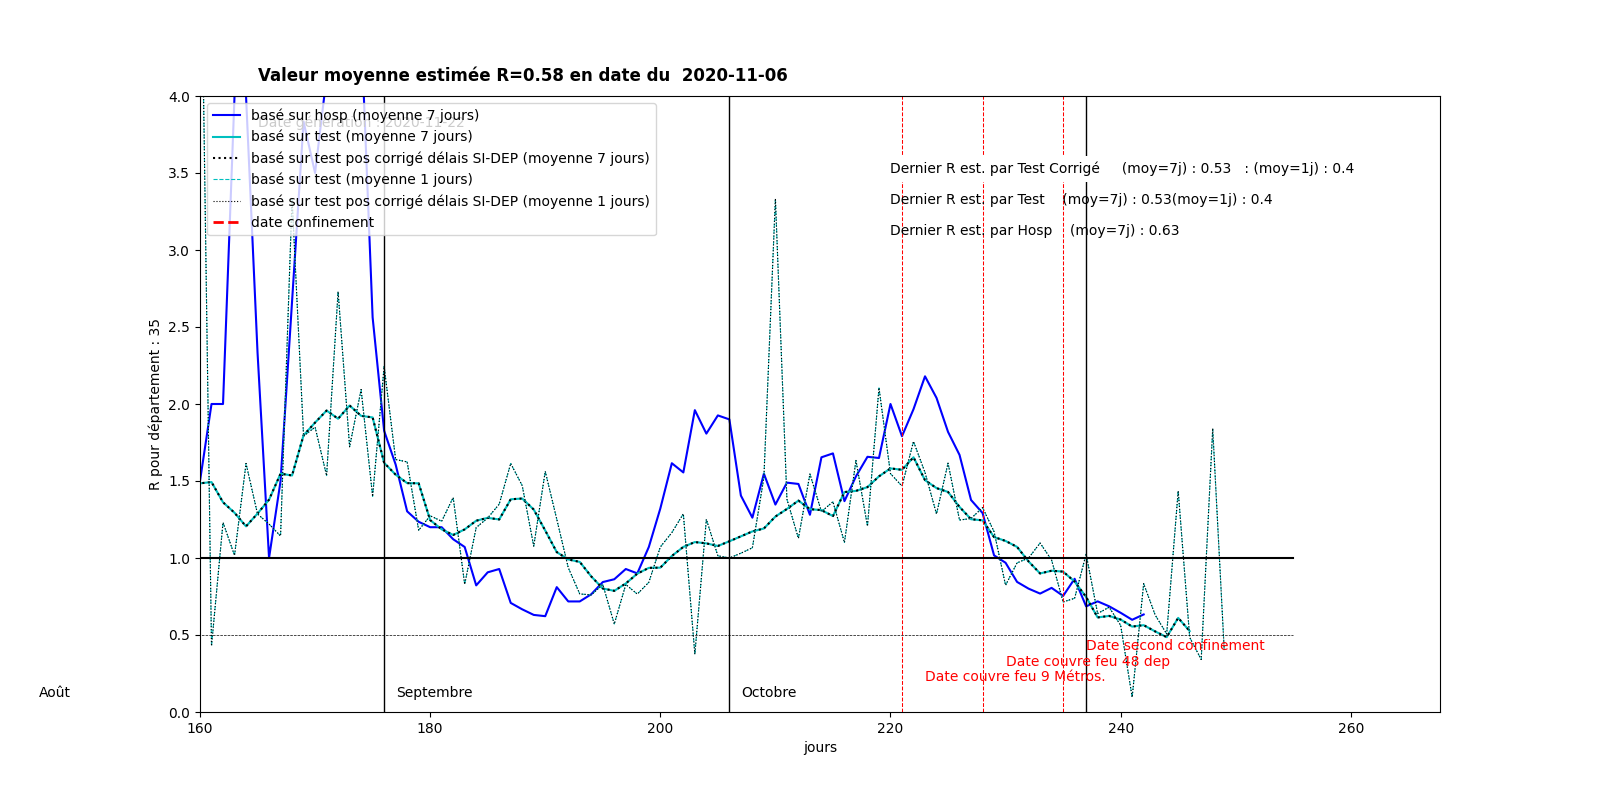 Valeur moyenne estimée R=0.58 en date du 2020-11-06
Date génération : 2020-11-22
basé sur hosp (moyenne 7 jours)
basé sur test (moyenne 7 jours)
basé sur test pos corrigé délais SI-DEP (moyenne 7 jours)
basé sur test (moyenne 1 jours)
basé sur test pos corrigé délais SI-DEP (moyenne 1 jours)
date confinement
Dernier R est. par Test Corrigé (moy=7j) : 0.53 : (moy=1j) : 0.4
Dernier R est. par Test (moy=7j) : 0.53(moy=1j) : 0.4
Dernier R est. par Hosp (moy=7j) : 0.63
R pour département : 35
4.0
3.5
3.0
2.5
2.0
1.5
1.0
0.5
0.0
Date second confinement
Date couvre feu 48 dep
Date couvre feu 9 Métros.
Août
Septembre
Octobre
160
180
200
220
240
260
jours